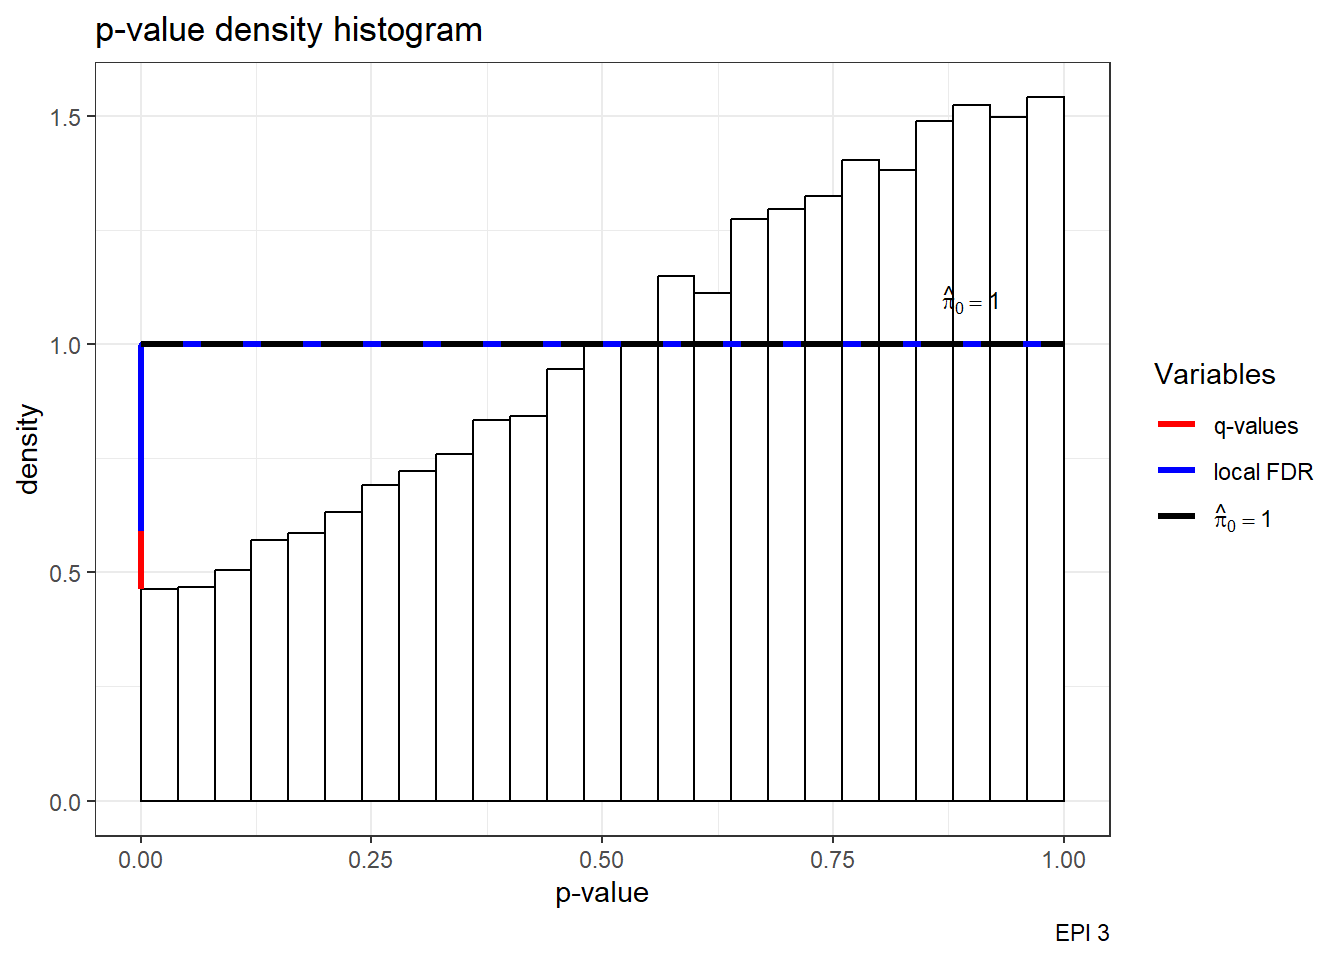 p-value density histogram
1.5
1.0
0.5
0.0
density
π̂₀ = 1
0.00 0.25 0.50 0.75 1.00
p-value
Variables
q-values
local FDR
π̂₀ = 1
EPI 3